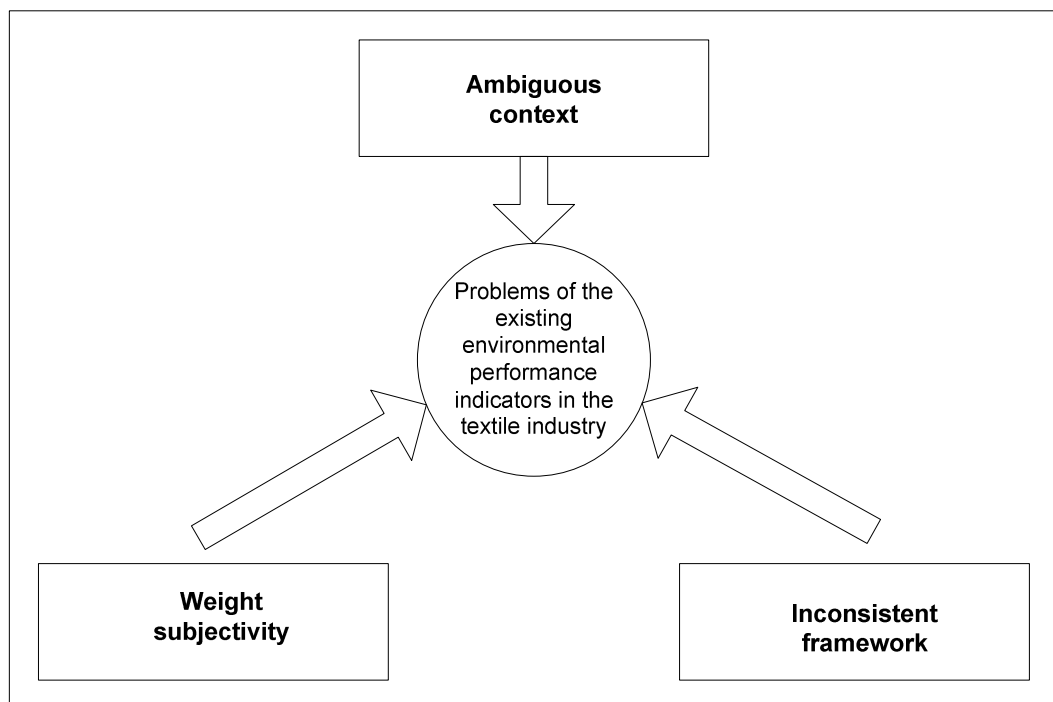 Ambiguous
context
Problems of the
existing
environmental
performance
indicators in the
textile industry
Weight
subjectivity
Inconsistent
framework